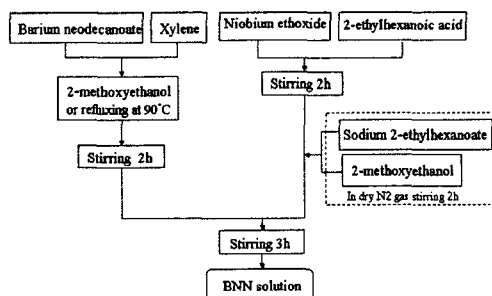 Barium neodecanoate
Xylene
Niobium ethoxide
2-ethylhexanoic acid
2-methoxyethanol
or refluxing at 90°C
Stirring 2h
Stirring 2h
Sodium 2-ethylhexanoate
2-methoxyethanol
In dry N2 gas stirring 2h
Stirring 3h
BNN solution